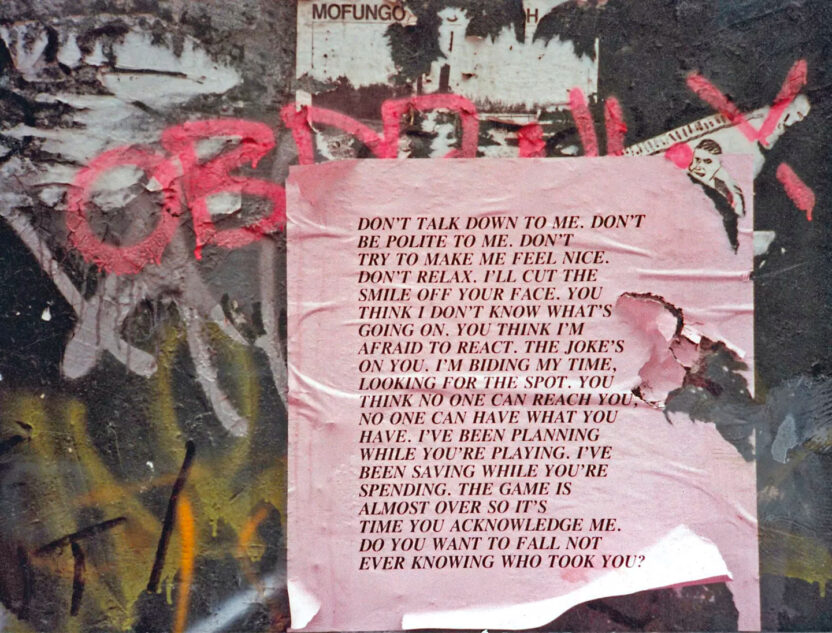 MOFUNGO
H
DON'T TALK DOWN TO ME. DON'T
BE POLITE TO ME. DON'T
TRY TO MAKE ME FEEL NICE.
DON'T RELAX. I'LL CUT THE
SMILE OFF YOUR FACE. YOU
THINK I DON'T KNOW WHAT'S
GOING ON. YOU THINK I'M
AFRAID TO REACT. THE JOKE'S
ON YOU. I'M BIDING MY TIME,
LOOKING FOR THE SPOT. YOU
THINK NO ONE CAN REACH YOU,
NO ONE CAN HAVE WHAT YOU
HAVE. I'VE BEEN PLANNING
WHILE YOU'RE PLAYING. I'VE
BEEN SAVING WHILE YOU'RE
SPENDING. THE GAME IS
ALMOST OVER SO IT'S
TIME YOU ACKNOWLEDGE ME.
DO YOU WANT TO FALL NOT
EVER KNOWING WHO TOOK YOU?